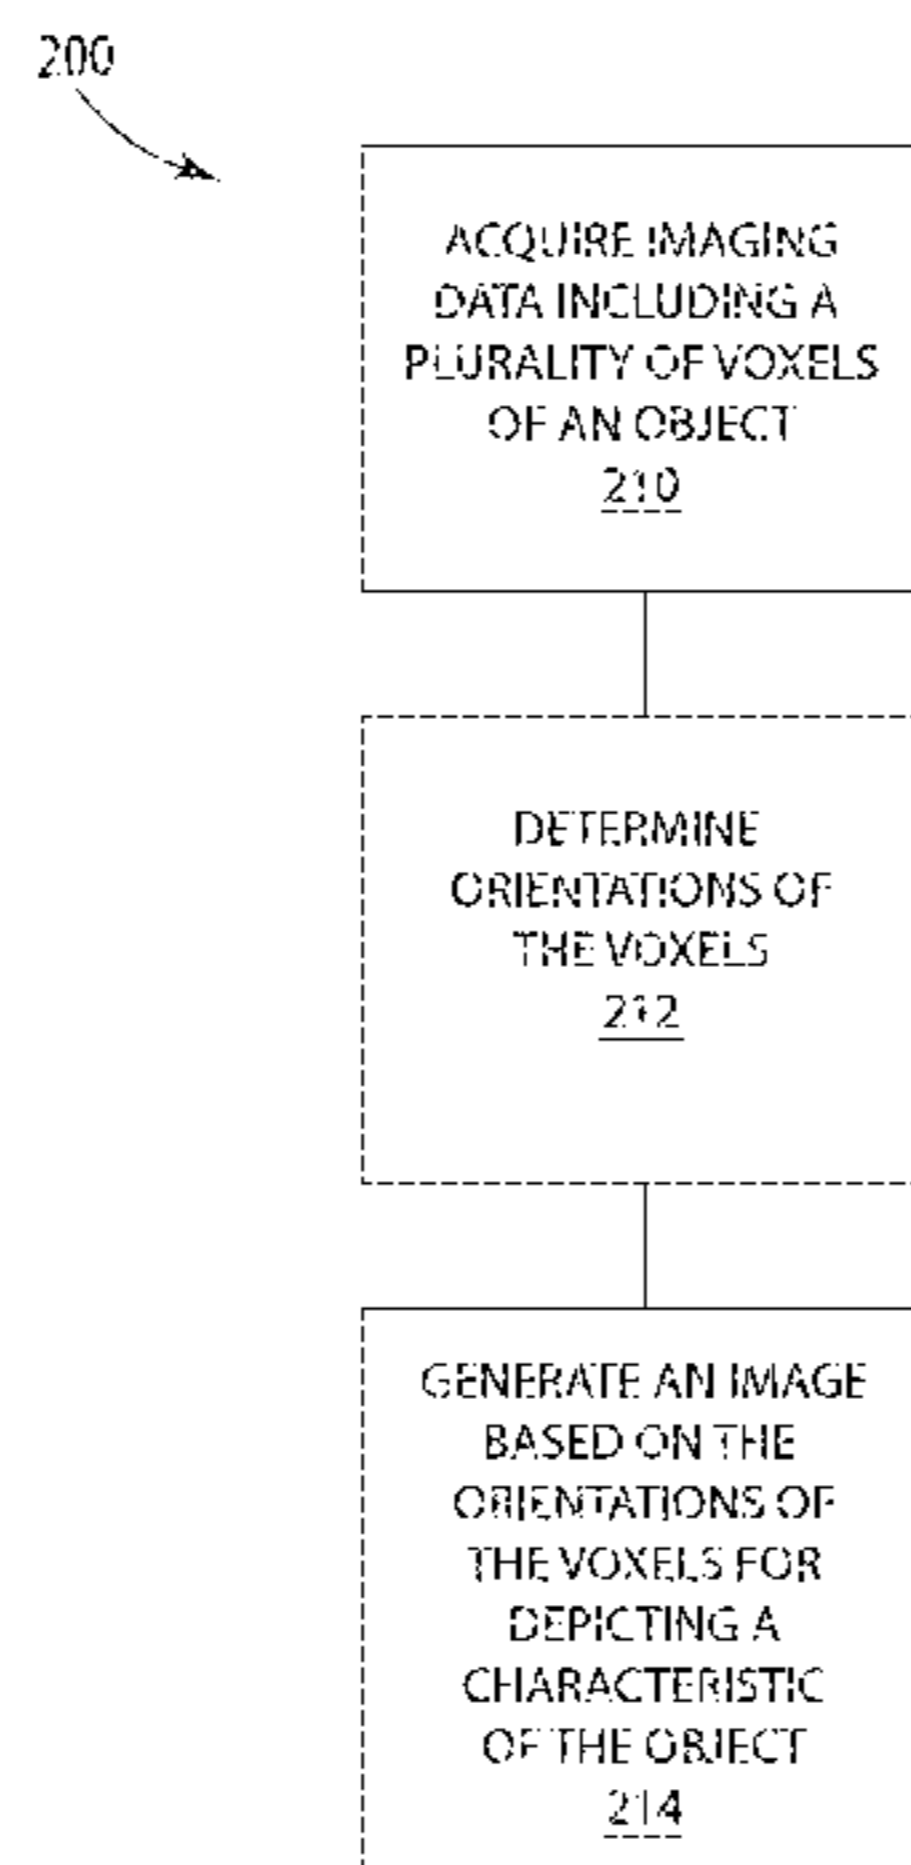 200
ACQUIRE IMAGING
DATA INCLUDING A
PLURALITY OF VOXELS
OF AN OBJECT
210
DETERMINE
ORIENTATIONS OF
THE VOXELS
212
GENERATE AN IMAGE
BASED ON THE
ORIENTATIONS OF
THE VOXELS FOR
DEPICTING A
CHARACTERISTIC
OF THE OBJECT
214